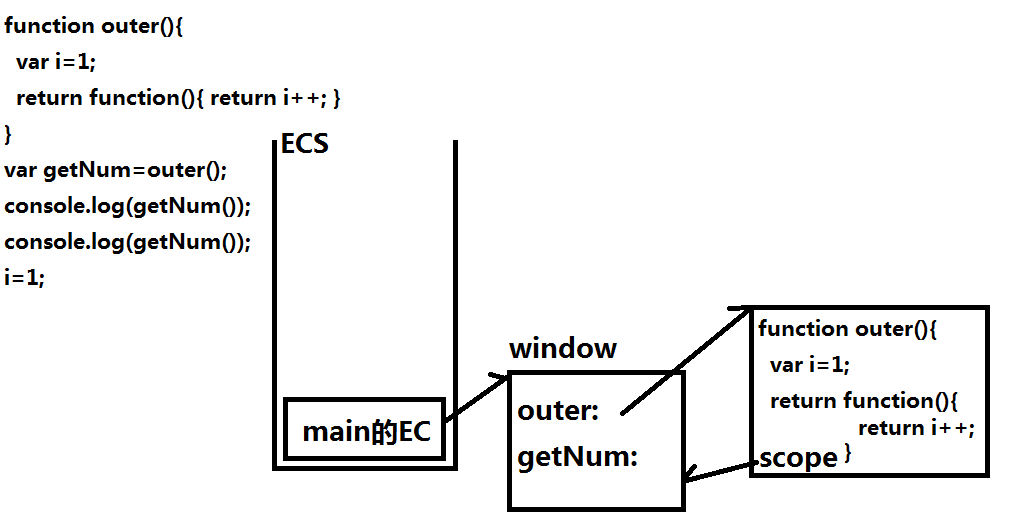 function outer(){
var i=1;
return function(){ return i++; }
}
var getNum=outer();
console.log(getNum());
console.log(getNum());
i=1;
ECS
main的EC
window
outer:
getNum:
function outer(){
var i=1;
return function(){
return i++;
}
scope